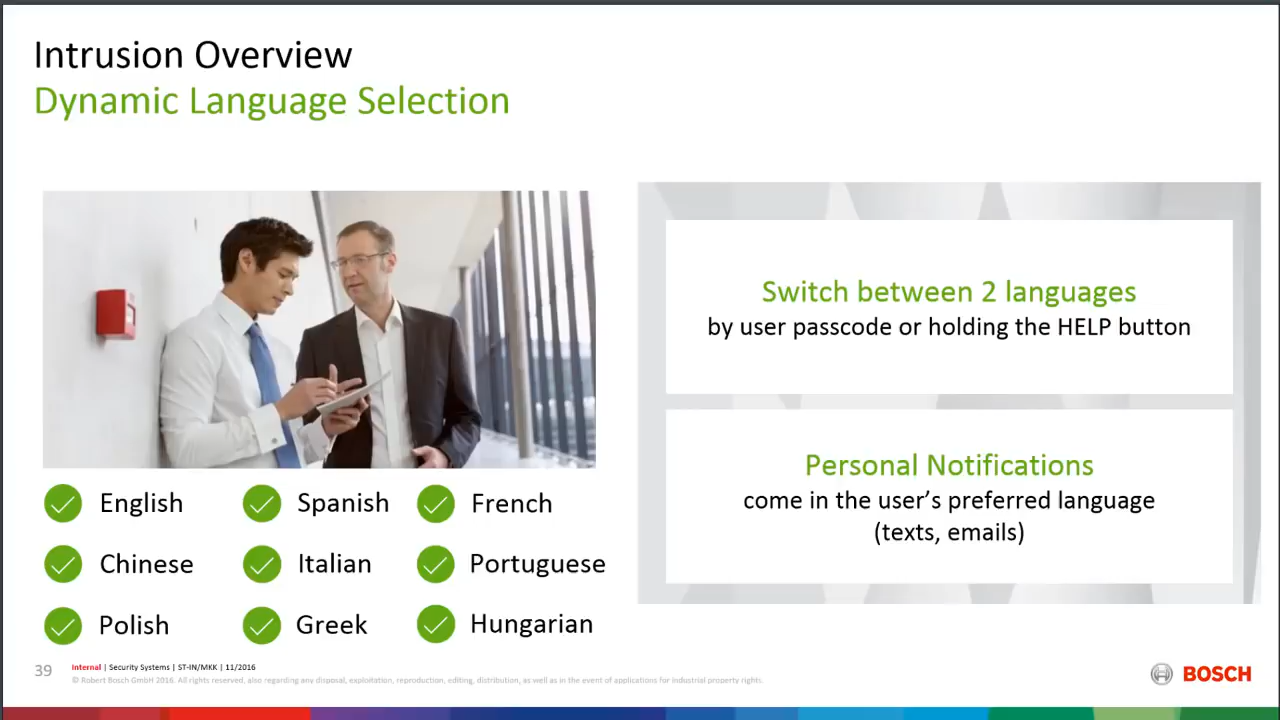 Intrusion Overview
Dynamic Language Selection
Switch between 2 languages
by user passcode or holding the HELP button
Personal Notifications
come in the user’s preferred language
(texts, emails)
English Spanish French
Chinese Italian Portuguese
Polish Greek Hungarian
39 Internal | Security Systems | ST-IN/MKK | 11/2016
© Robert Bosch GmbH 2016. All rights reserved, also regarding any disposal, exploitation, reproduction, editing, distribution, as well as in the event of applications for industrial property rights.
BOSCH